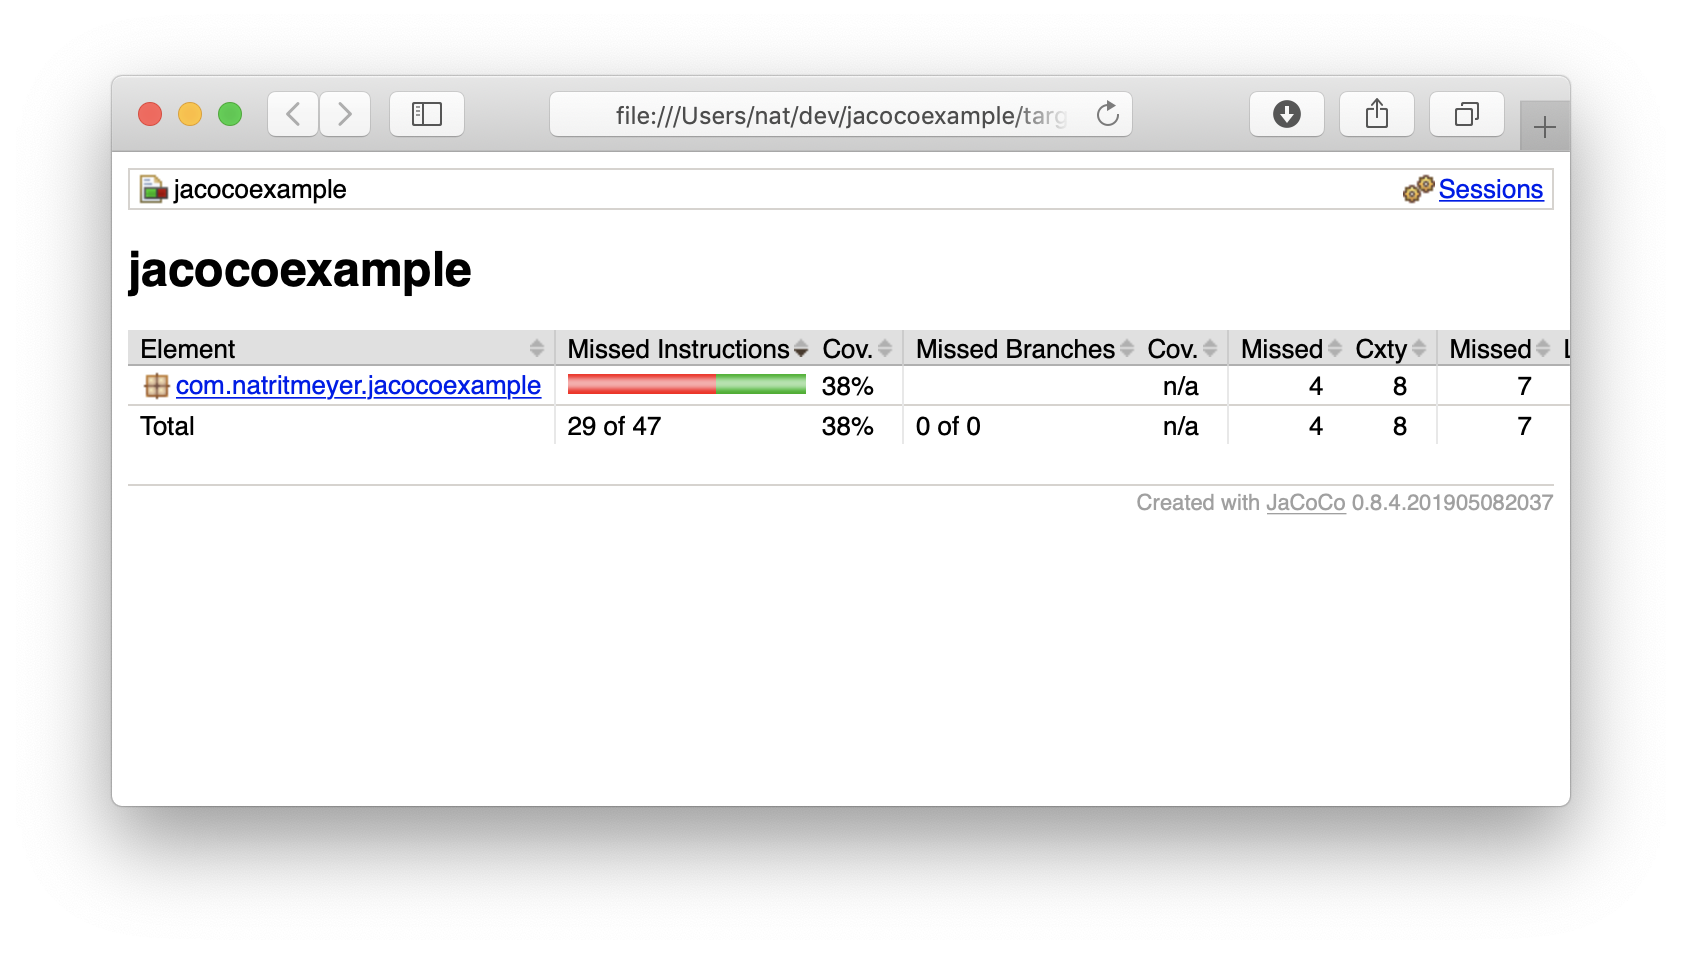 file:///Users/nat/dev/jacocoexample/targ
jacocoexample Sessions
jacocoexample
Element Missed Instructions Cov. Missed Branches Cov. Missed Cxty Missed
com.natritmeyer.jacocoexample 38% n/a 4 8 7
Total 29 of 47 38% 0 of 0 n/a 4 8 7
Created with JaCoCo 0.8.4.201905082037